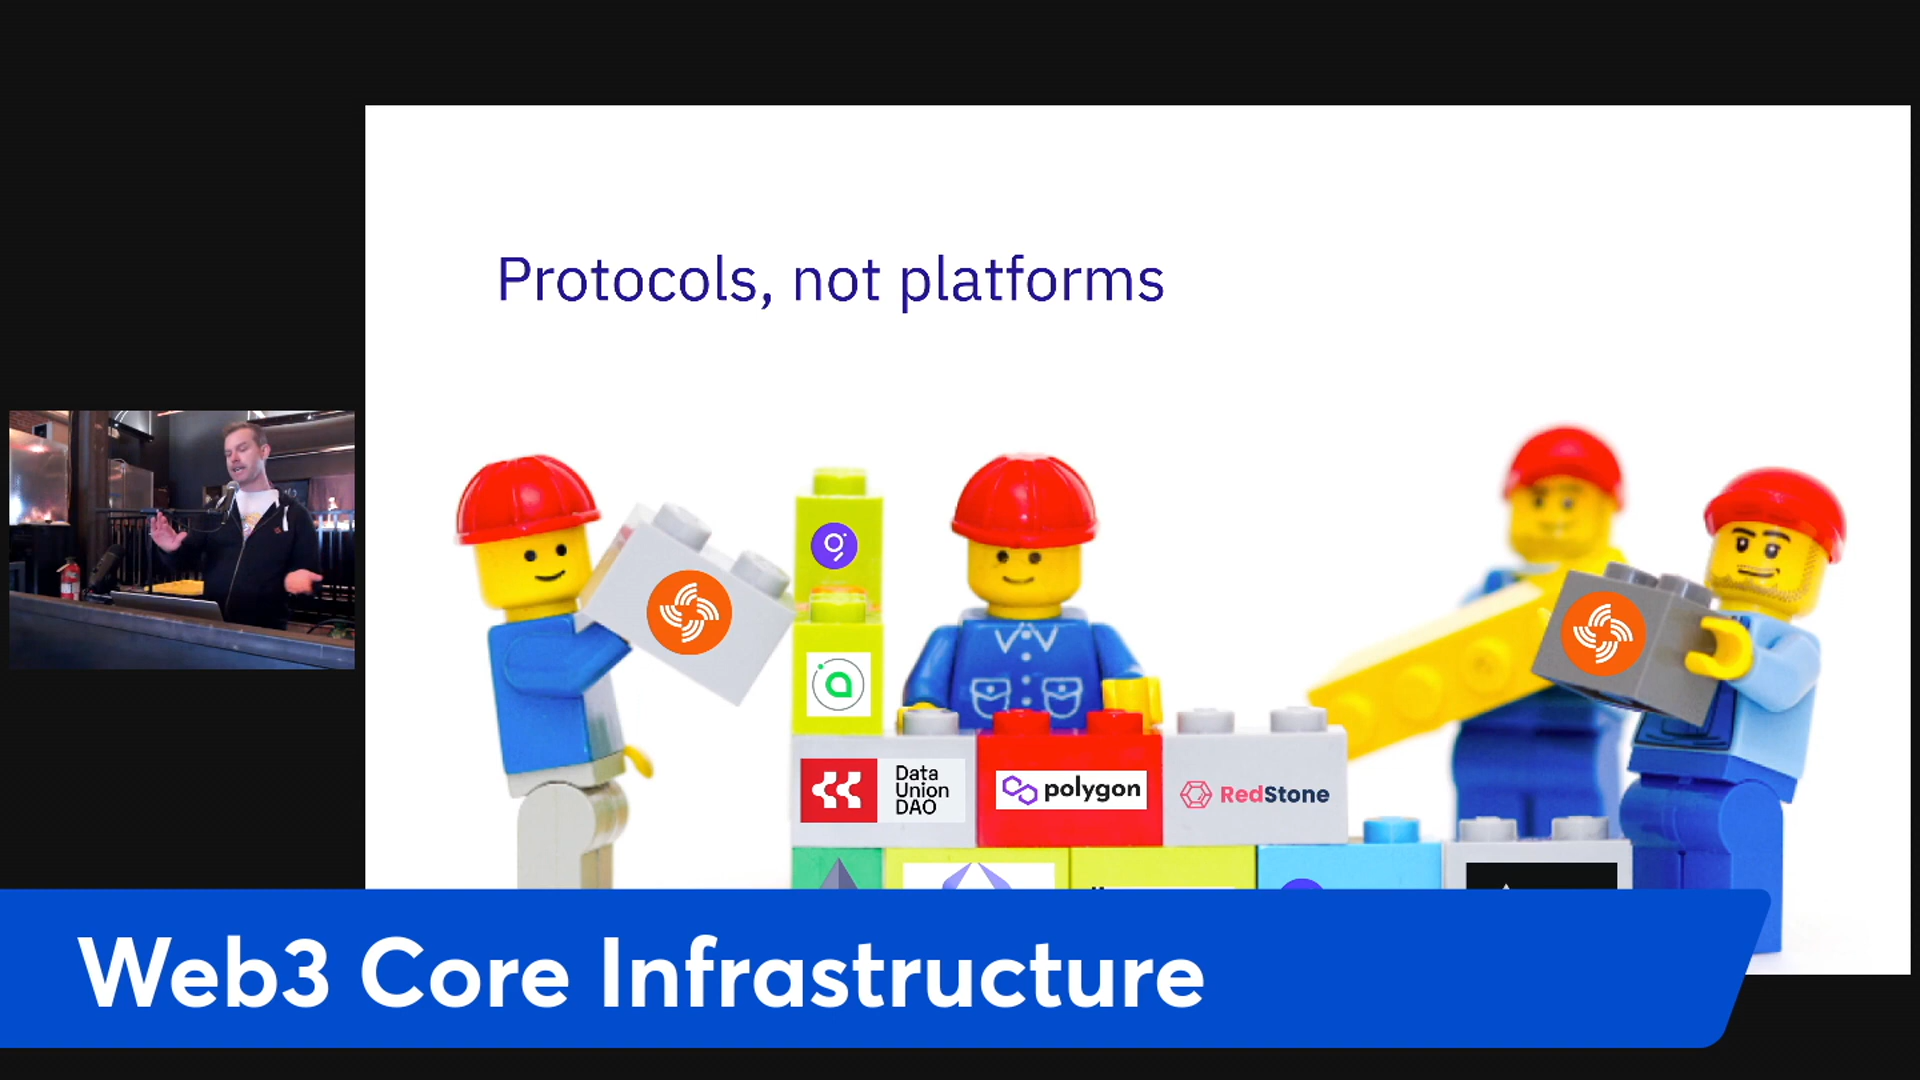 Protocols, not platforms
Data
Union
DAO
polygon
RedStone
Web3 Core Infrastructure